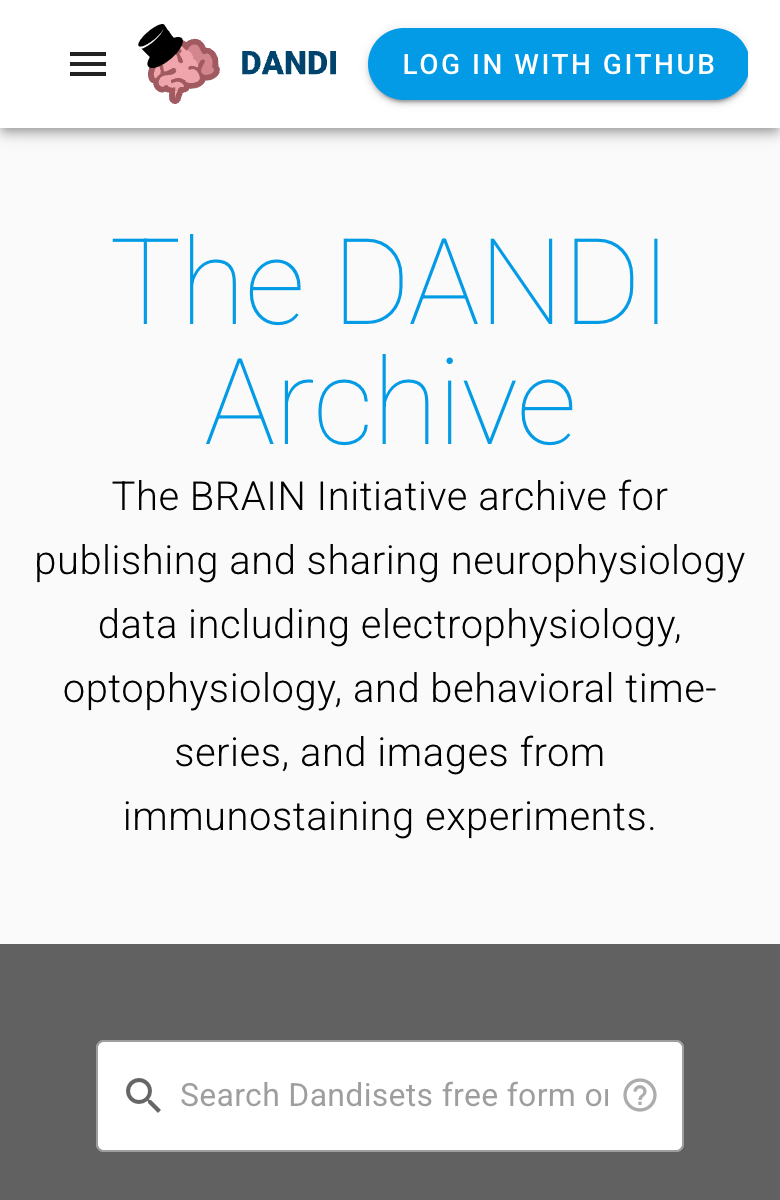 DANDI
LOG IN WITH GITHUB
The DANDI
Archive
The BRAIN Initiative archive for
publishing and sharing neurophysiology
data including electrophysiology,
optophysiology, and behavioral time-
series, and images from
immunostaining experiments.
Search Dandisets free form